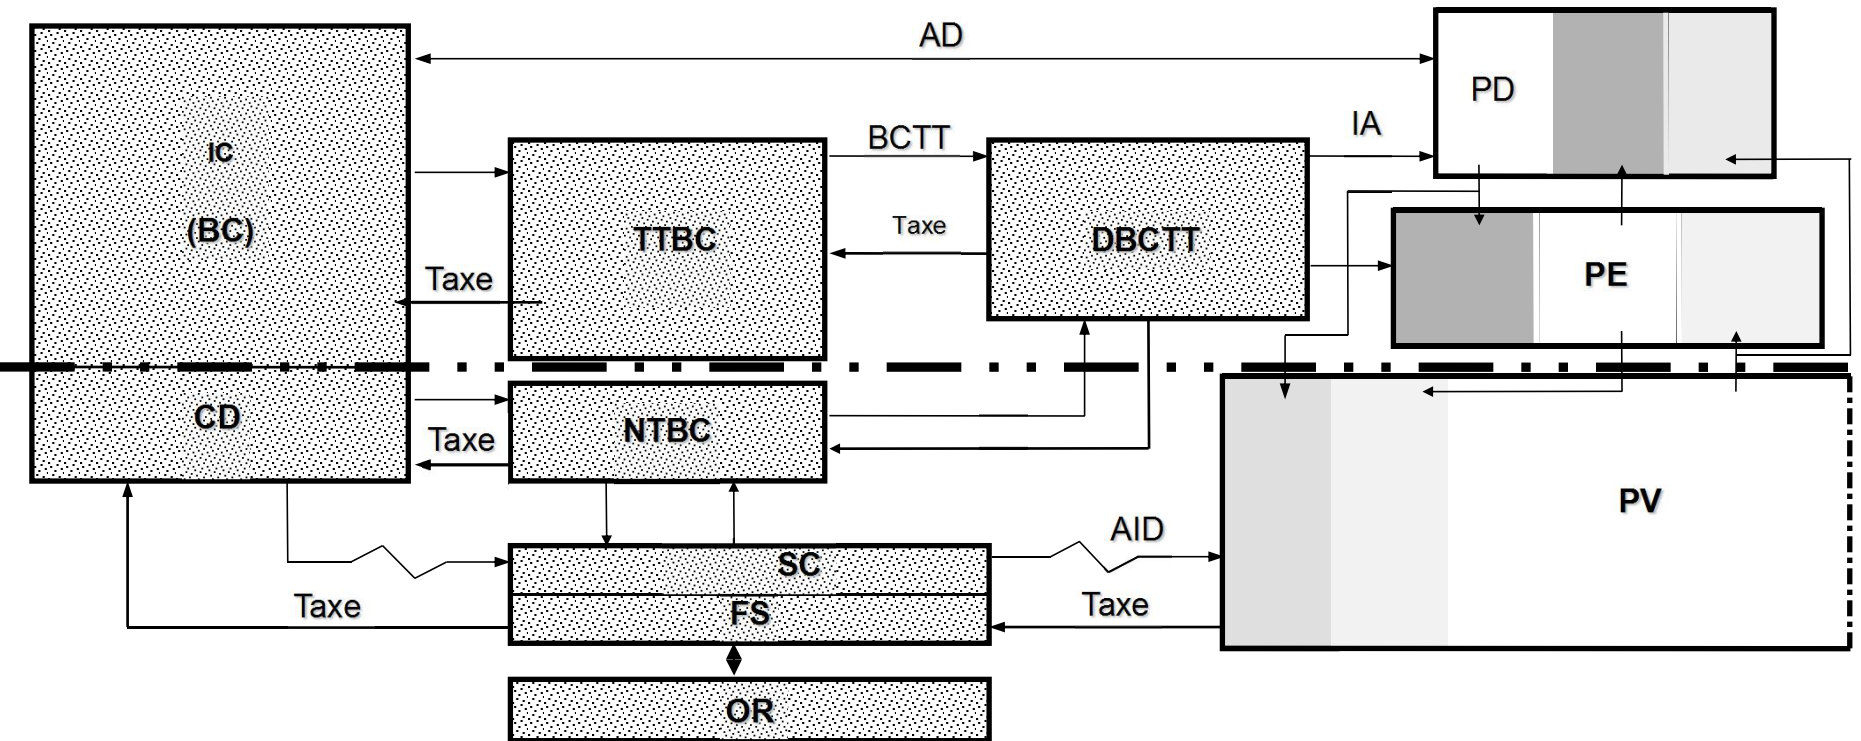 AD
PD
IA
BCTT
IC
(BC)
TTBC
Taxe
DBCTT
Taxe
PE
CD
NTBC
Taxe
PV
AID
SC
Taxe
FS
Taxe
OR